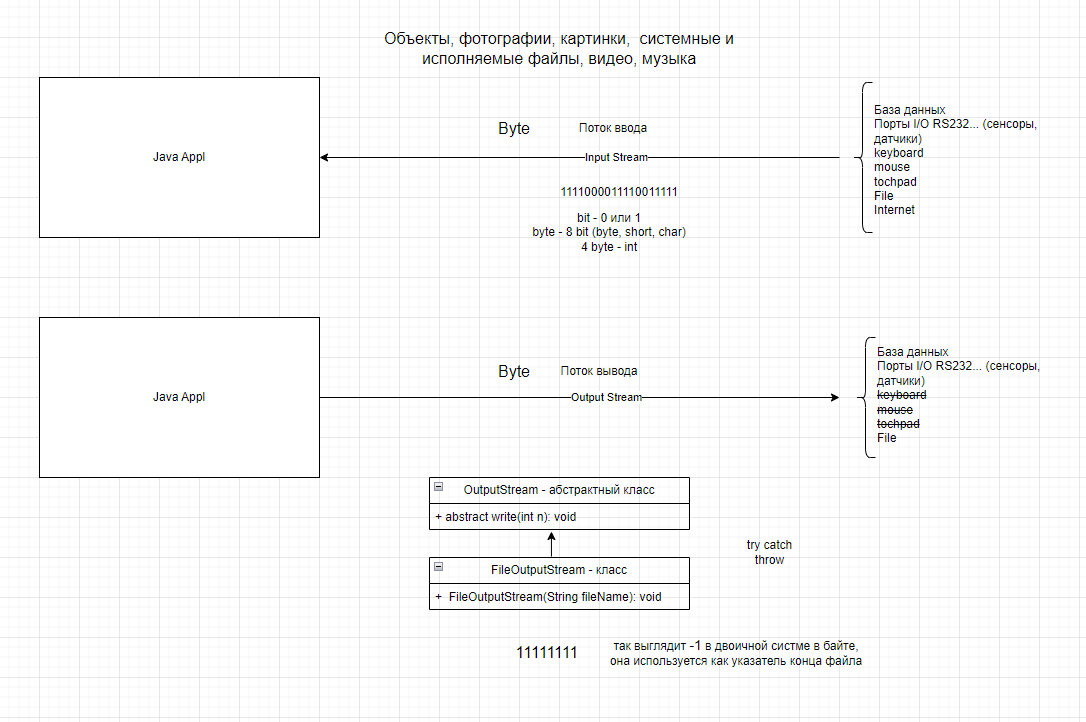 Объекты, фотографии, картинки, системные и
исполняемые файлы, видео, музыка
Java Appl
Byte
Поток ввода
Input Stream
1111000011110011111
bit - 0 или 1
byte - 8 bit (byte, short, char)
4 byte - int
База данных
Порты I/O RS232... (сенсоры,
датчики)
keyboard
mouse
tochpad
File
Internet
Java Appl
Byte
Поток вывода
Output Stream
База данных
Порты I/O RS232... (сенсоры,
датчики)
keyboard
mouse
tochpad
File
OutputStream - абстрактный класс
+ abstract write(int n): void
FileOutputStream - класс
+ FileOutputStream(String fileName): void
try catch
throw
11111111
так выглядит -1 в двоичной систме в байте,
она используется как указатель конца файла